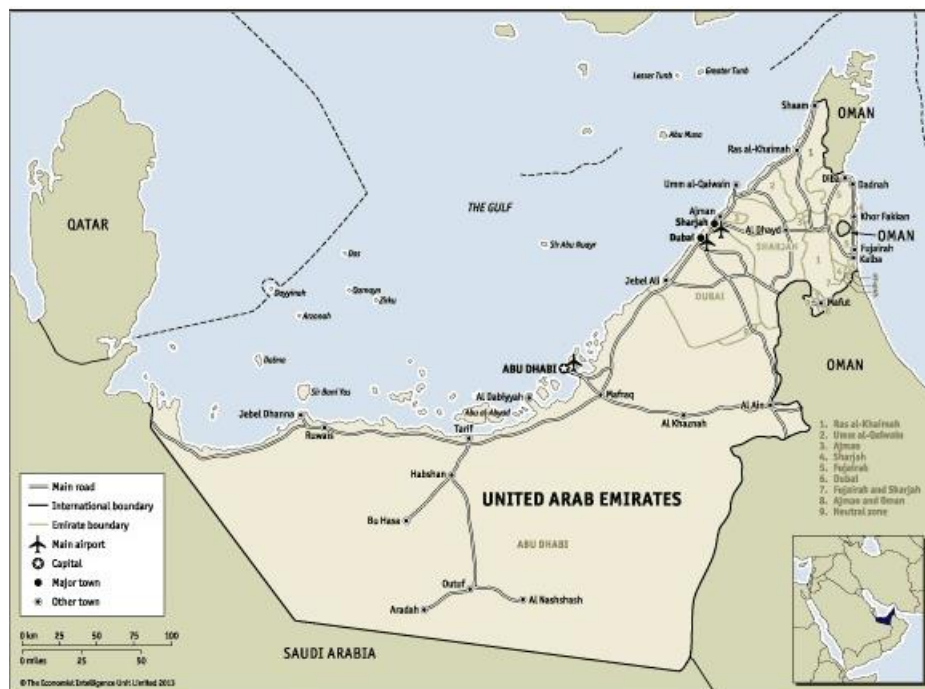 Lesser Tunb
Greater Tunb
Shaam
OMAN
Abu Musa
Ras al-Khaimah
1
QATAR
Umm al-Qaiwain
2
Diba
Dadnah
THE GULF
Ajman
Sharjah
Khor Fakkan
Dubai
Al Dhayd
OMAN
Sir Abu Nuayr
SHARJAH
Fujairah
Kalba
Das
1
Jebel Ali
Dayyinah
Qarnayn
Zirku
DUBAI
Hafut
Arzanah
Dalma
ABU DHABI
OMAN
Sir Bani Yas
Al Dabiyyah
Mafraq
Abu al-Abyad
Al Ain
Jebel Dhanna
Al Khaznah
Ruwais
Tarif
1. Ras al-Khaimah
2. Umm al-Qaiwain
3. Ajman
4. Sharjah
5. Fujairah
6. Dubai
7. Fujairah and Sharjah
8. Ajman and Oman
9. Neutral zone
Habshan
UNITED ARAB EMIRATES
Main road
International boundary
Emirate boundary
Main airport
Capital
Major town
Other town
Bu Hasa
ABU DHABI
Qutuf
Al Nashshash
Aradah
0 km 25 50 75 100
0 miles 25 50
SAUDI ARABIA
© The Economist Intelligence Unit Limited 2013